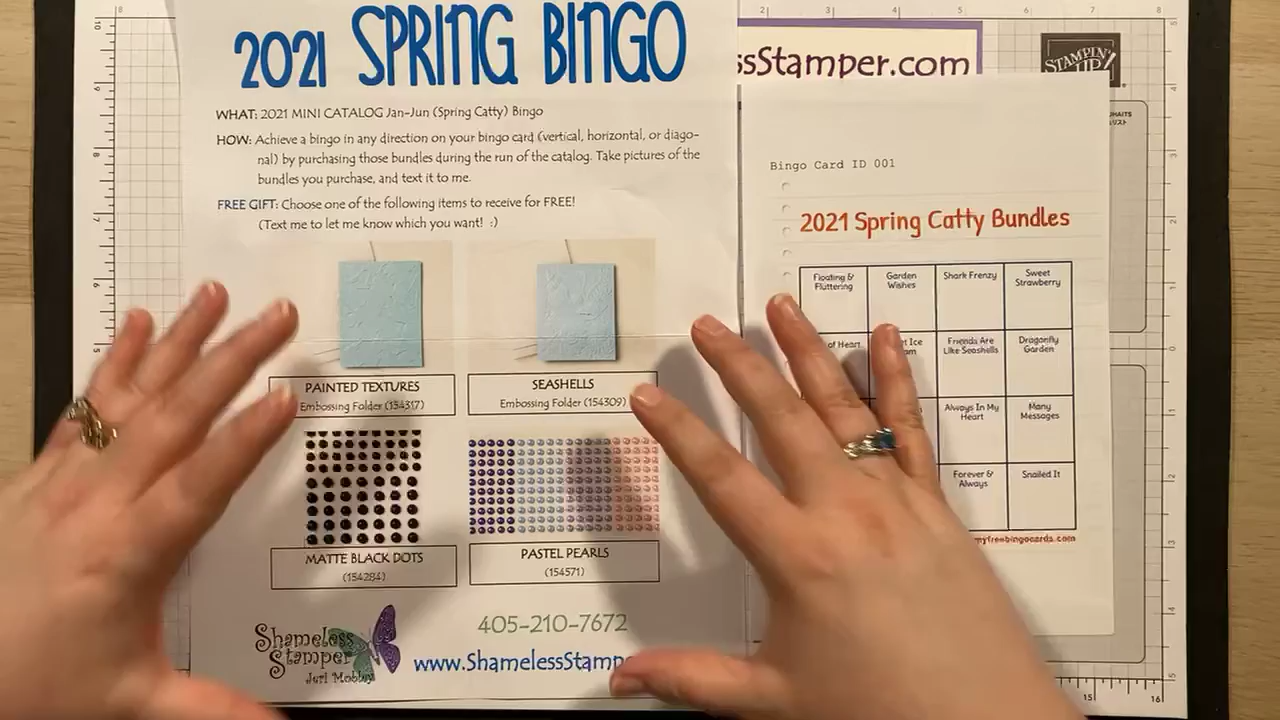 2021 SPRING BINGO
WHAT: 2021 MINI CATALOG Jan-Jun (Spring Catty) Bingo
HOW: Achieve a bingo in any direction on your bingo card (vertical, horizontal, or diago-
nal) by purchasing those bundles during the run of the catalog. Take pictures of the
bundles you purchase, and text it to me.
FREE GIFT: Choose one of the following items to receive for FREE!
(Text me to let me know which you want! :)
PAINTED TEXTURES
Embossing Folder (154317)
SEASHELLS
Embossing Folder (154309)
MATTE BLACK DOTS
(154284)
PASTEL PEARLS
(154571)
Shameless
Stamper
Jeri Mobley
405-210-7672
www.ShamelessStamp
ssStamper.com
STAMPIN'
UP!
Bingo Card ID 001
2021 Spring Catty Bundles
Floating &
Fluttering
Garden
Wishes
Shark Frenzy
Sweet
Strawberry
of Heart
Ice
Friends Are
Like Seashells
Dragonfly
Garden
Always In My
Heart
Many
Messages
Forever &
Always
Snailed It
myfreebingocards.com